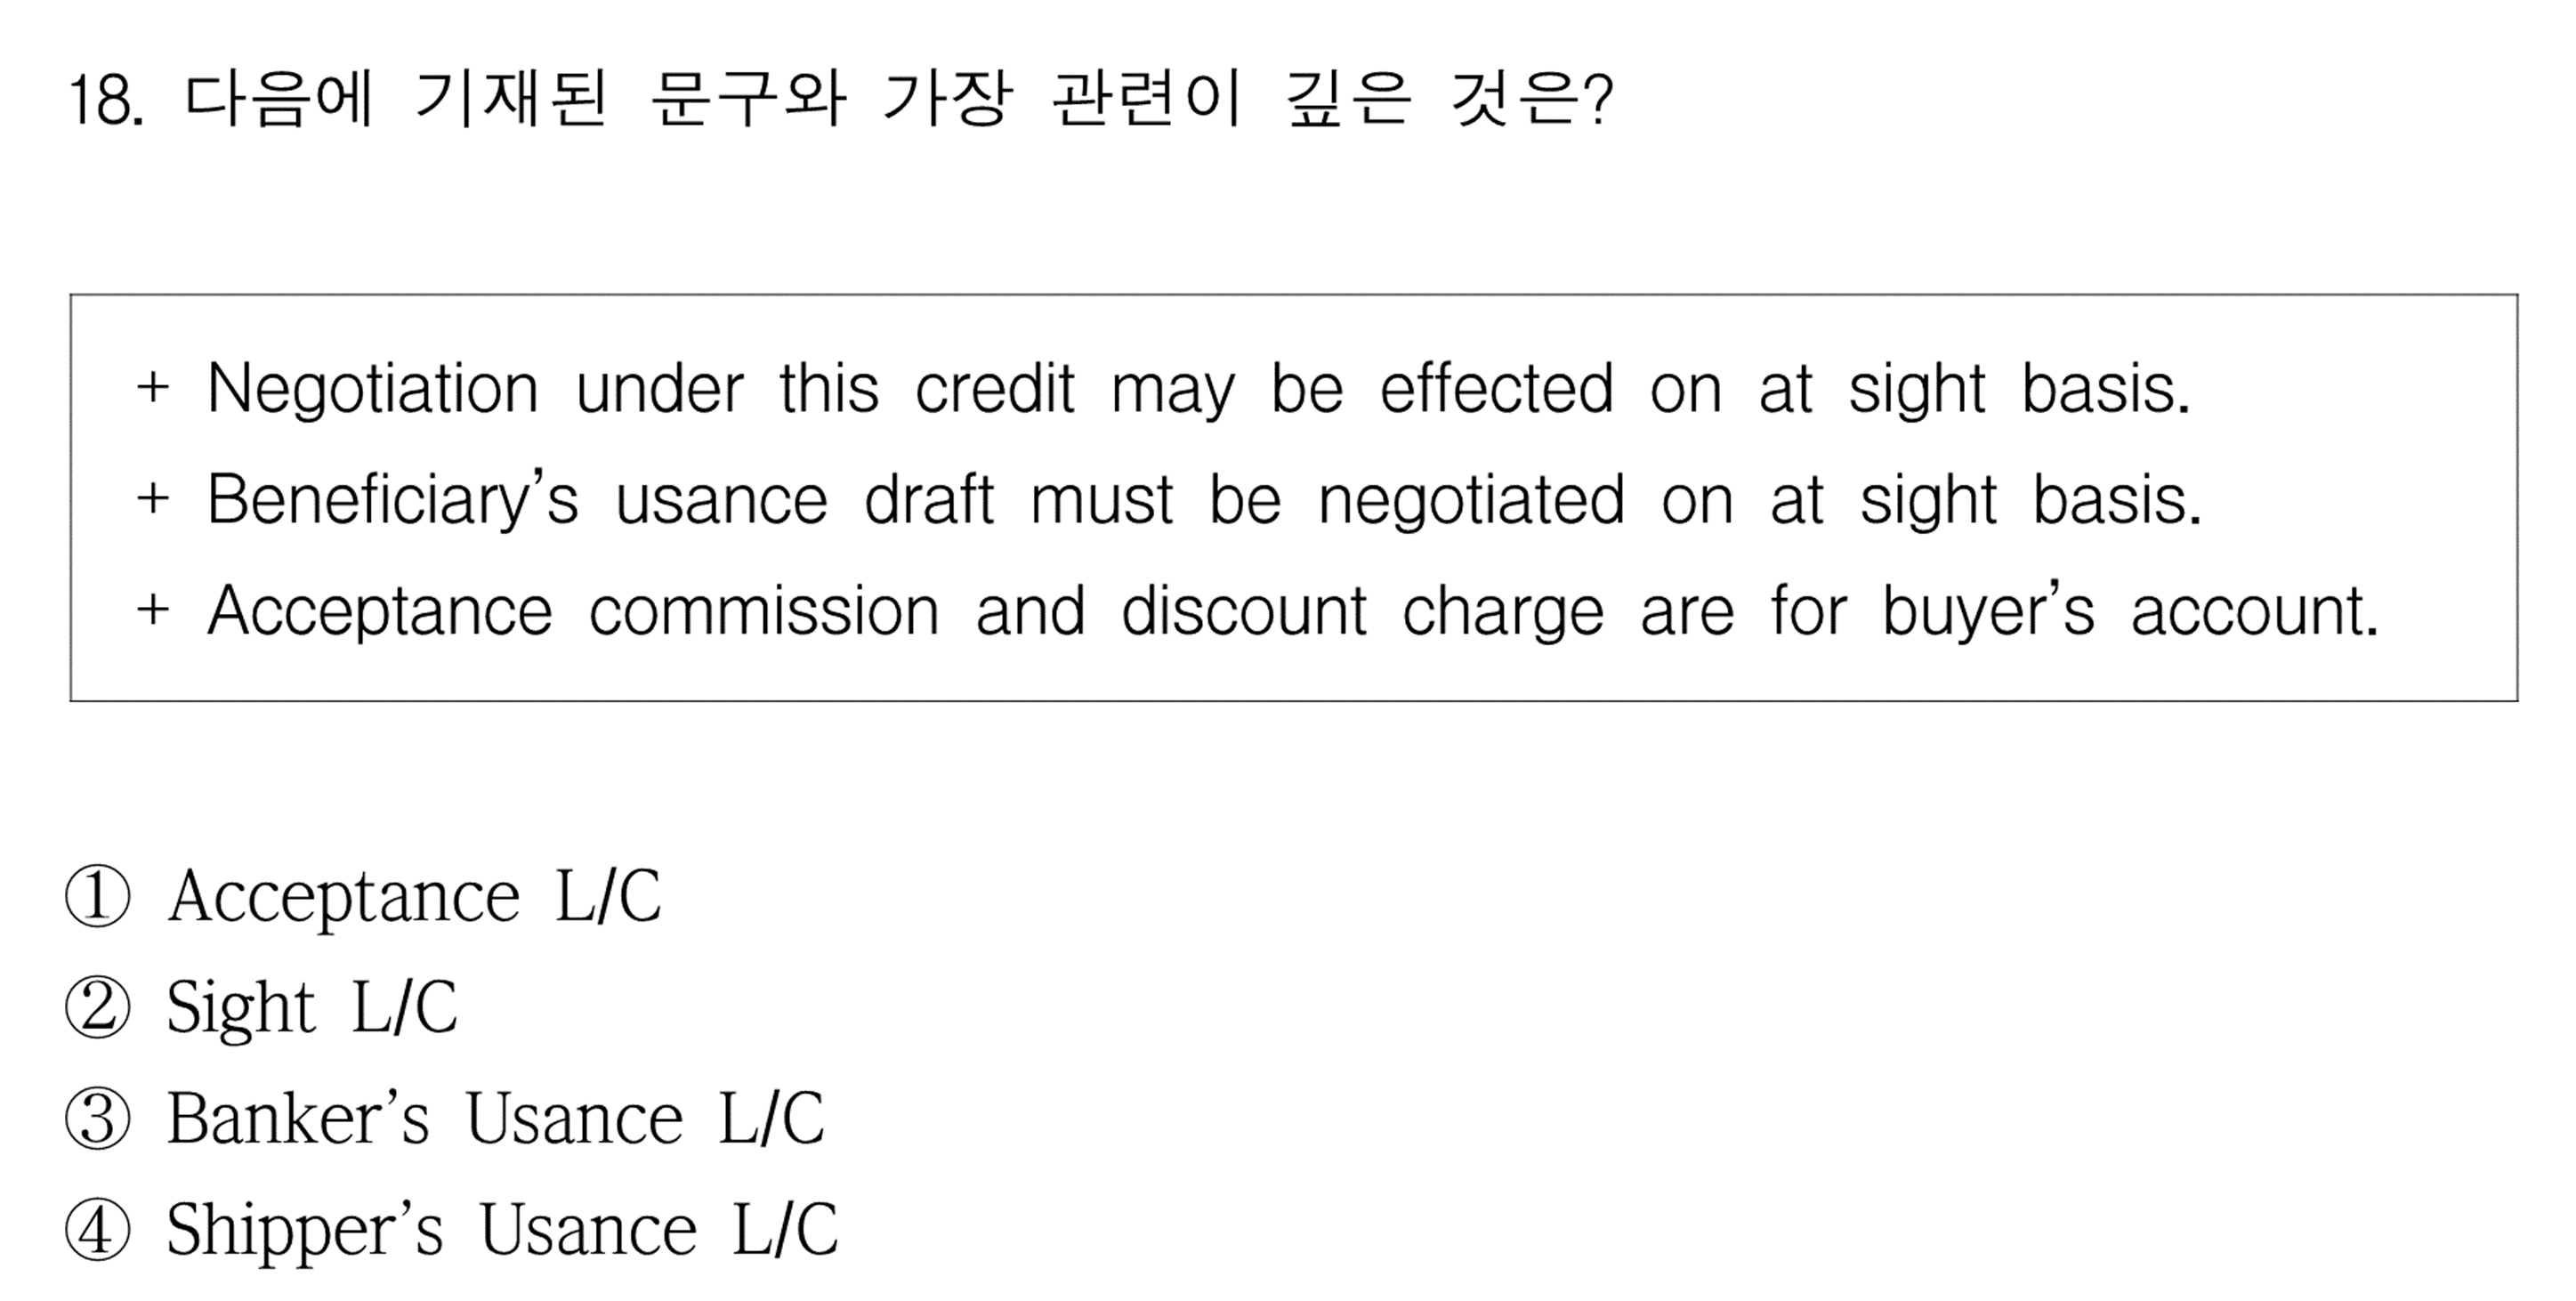 18. 다음에 기재된 문구와 가장 관련이 깊은 것은?
+ Negotiation under this credit may be effected on at sight basis.
+ Beneficiary’s usance draft must be negotiated on at sight basis.
+ Acceptance commission and discount charge are for buyer’s account.
① Acceptance L/C
② Sight L/C
③ Banker’s Usance L/C
④ Shipper’s Usance L/C